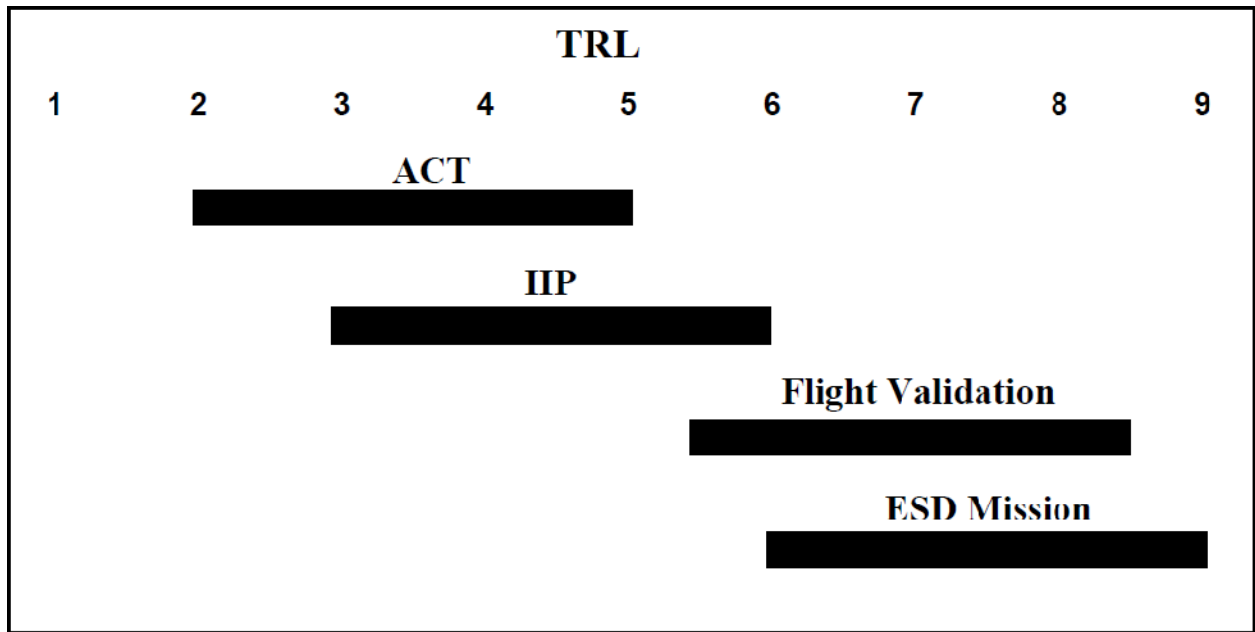 TRL
1 2 3 4 5 6 7 8 9
ACT
IIP
Flight Validation
ESD Mission